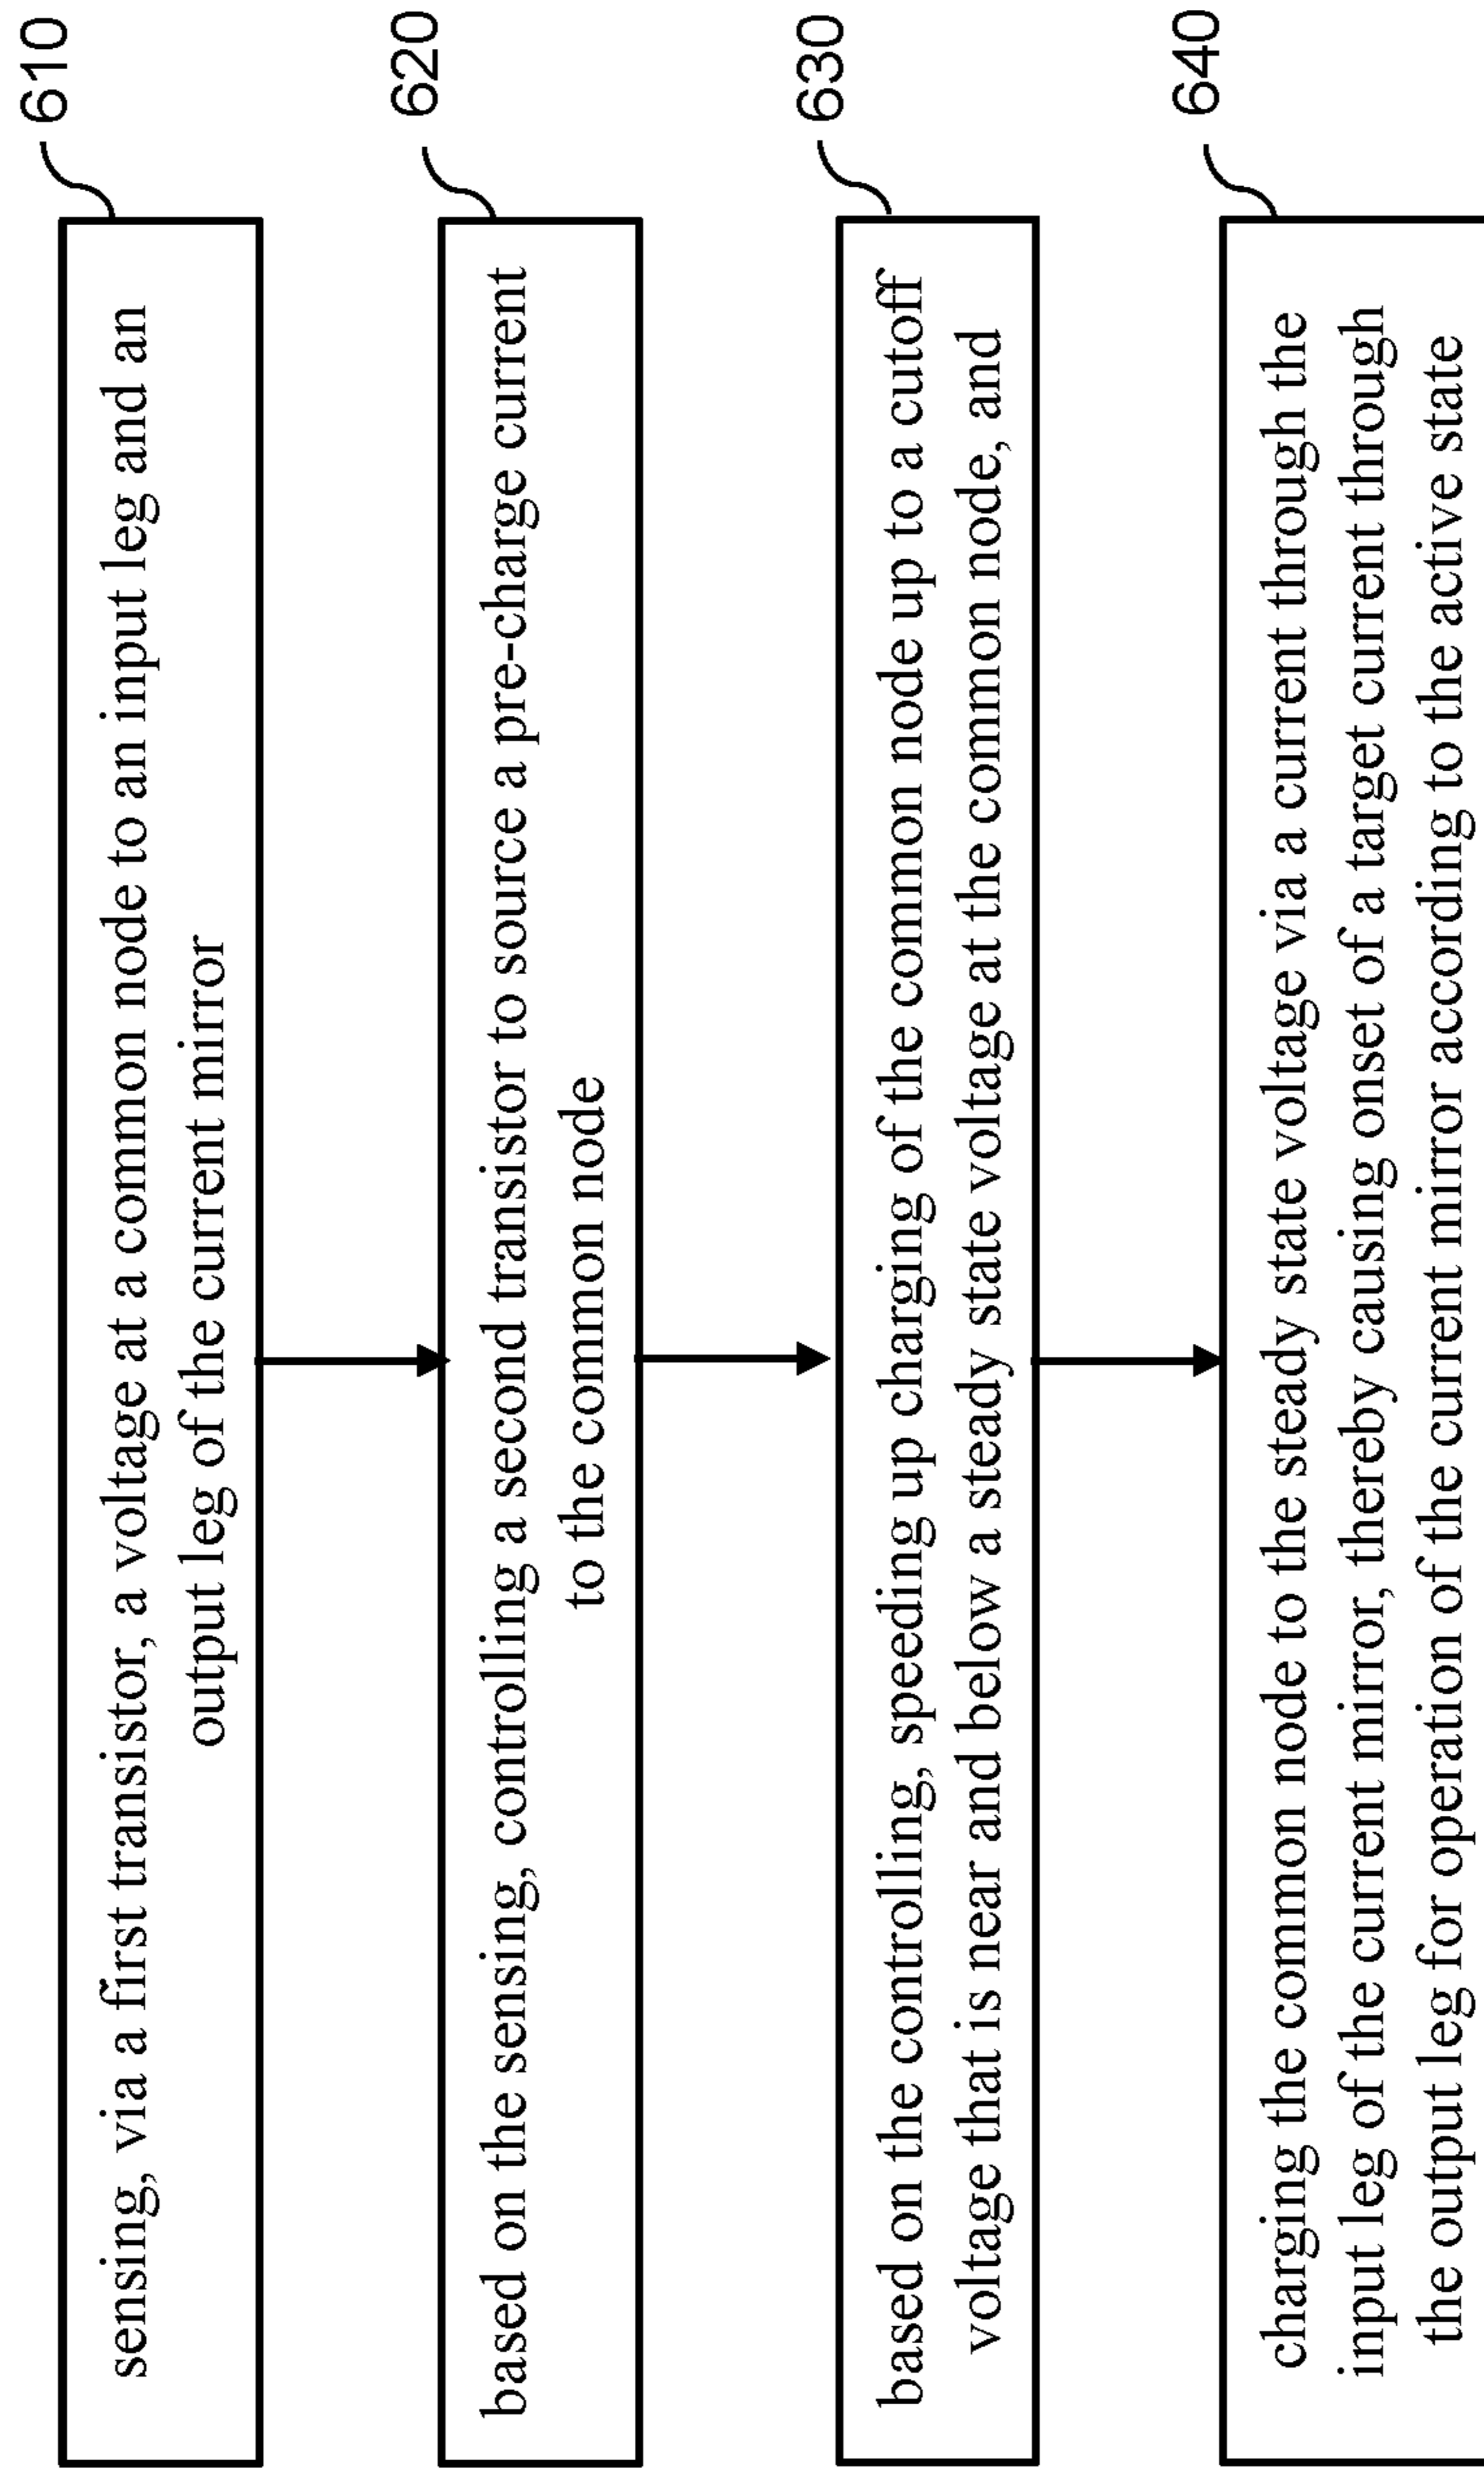 610
sensing, via a first transistor, a voltage at a common node to an input leg and an
output leg of the current mirror
620
based on the sensing, controlling a second transistor to source a pre-charge current
to the common node
630
based on the controlling, speeding up charging of the common node up to a cutoff
voltage that is near and below a steady state voltage at the common node, and
640
charging the common node to the steady state voltage via a current through the
input leg of the current mirror, thereby causing onset of a target current through
the output leg for operation of the current mirror according to the active state